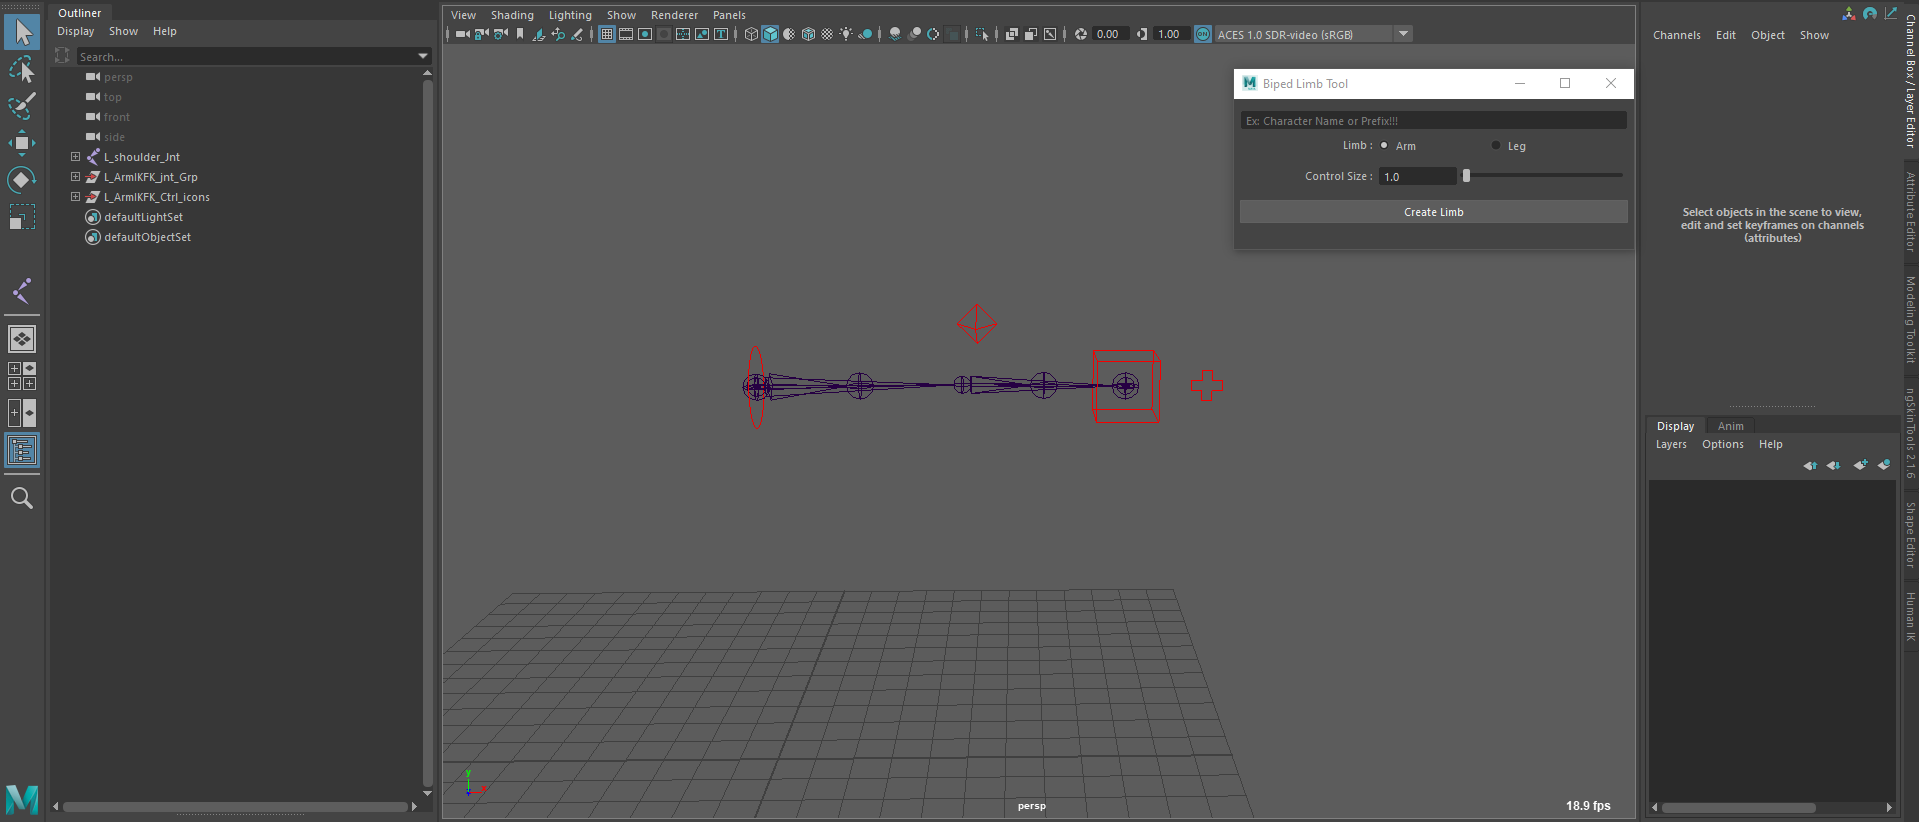 Outliner
Display Show Help
Search...
persp
top
front
side
L_shoulder_Jnt
L_ArmIKFK_jnt_Grp
L_ArmIKFK_Ctrl_icons
defaultLightSet
defaultObjectSet
View Shading Lighting Show Renderer Panels
0.00 1.00 ON ACES 1.0 SDR-video (sRGB)
M Biped Limb Tool
Ex: Character Name or Prefix!!!
Limb : Arm Leg
Control Size : 1.0
Create Limb
y
persp
18.9 fps
Channels Edit Object Show
Select objects in the scene to view,
edit and set keyframes on channels
(attributes)
Display Anim
Layers Options Help
Channel Box / Layer Editor
Attribute Editor
Modeling Toolkit
ngSkinTools 2.1.6
Shape Editor
Human IK
M